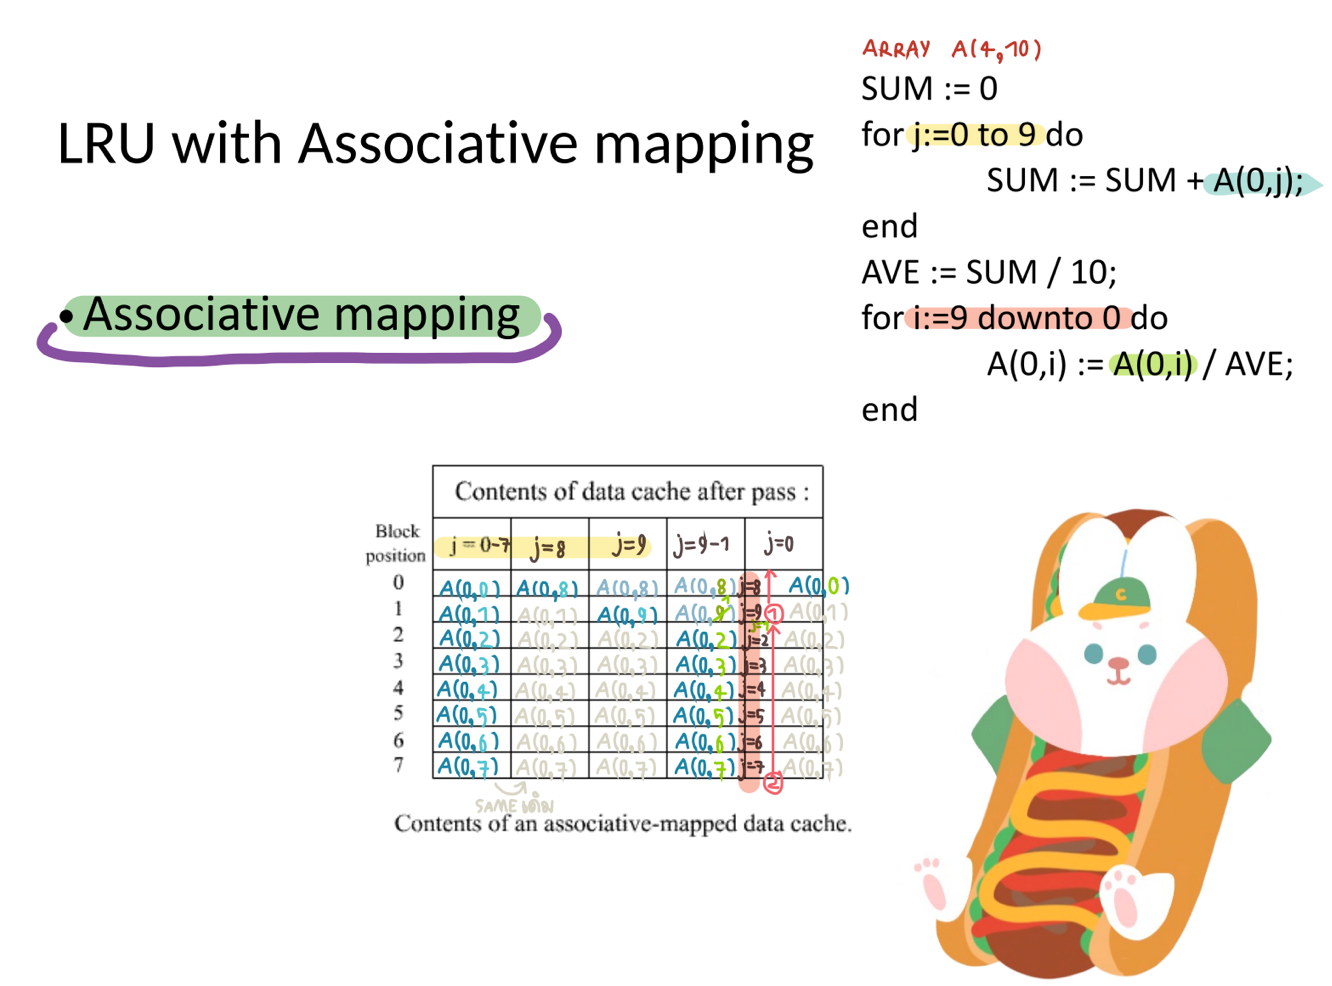 ARRAY A(4,10)
SUM := 0
for j:=0 to 9 do
SUM := SUM + A(0,j);
end
AVE := SUM / 10;
for i:=9 downto 0 do
A(0,i) := A(0,i) / AVE;
end
LRU with Associative mapping
• Associative mapping
Contents of data cache after pass :
Block position j = 0-7 j=8 j=9 j=9-1 j=0
0 A(0,0) A(0,8) A(0,8) A(0,8) j=8 A(0,0)
1 A(0,1) A(0,1) A(0,9) A(0,9) j=9 ① A(0,1)
2 A(0,2) A(0,2) A(0,2) A(0,2) j=2 A(0,2)
3 A(0,3) A(0,3) A(0,3) A(0,3) j=3 A(0,3)
4 A(0,4) A(0,4) A(0,4) A(0,4) j=4 A(0,4)
5 A(0,5) A(0,5) A(0,5) A(0,5) j=5 A(0,5)
6 A(0,6) A(0,6) A(0,6) A(0,6) j=6 A(0,6)
7 A(0,7) A(0,7) A(0,7) A(0,7) j=7 A(0,7)
②
SAME เดิม
Contents of an associative-mapped data cache.
C